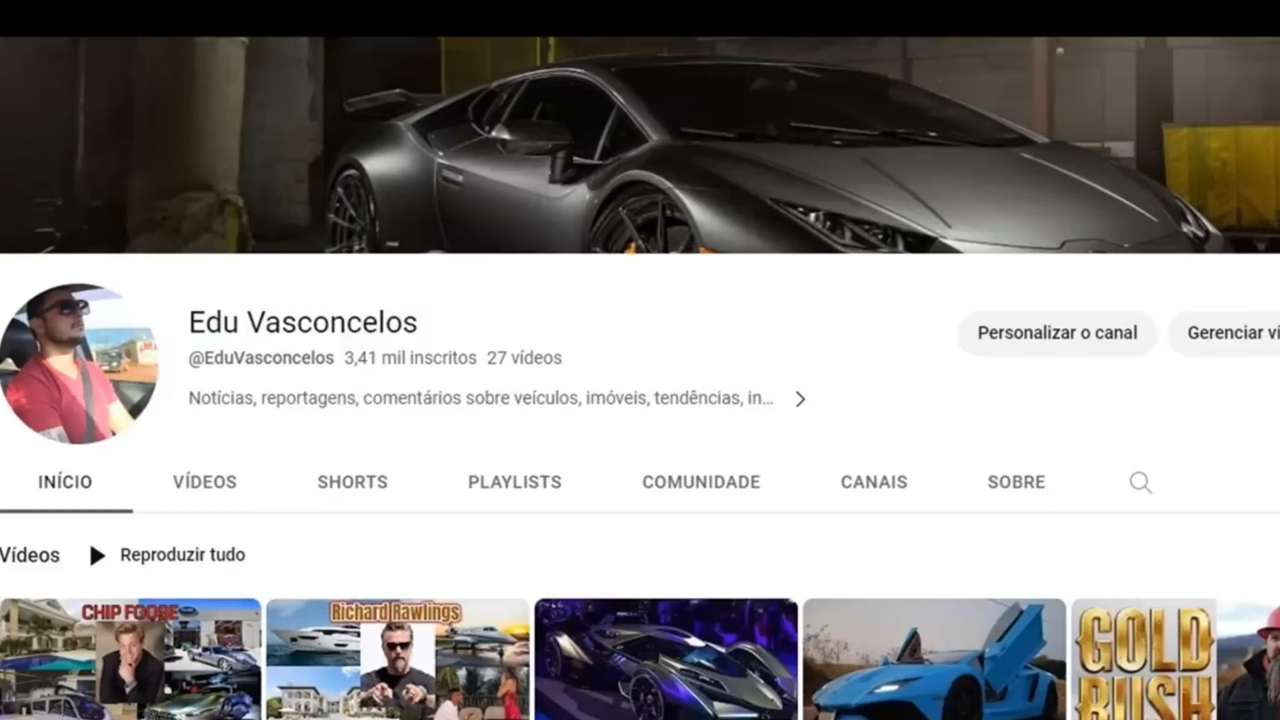 Edu Vasconcelos
@EduVasconcelos 3,41 mil inscritos 27 vídeos
Personalizar o canal
Gerenciar ví
Notícias, reportagens, comentários sobre veículos, imóveis, tendências, in...
INÍCIO VÍDEOS SHORTS PLAYLISTS COMUNIDADE CANAIS SOBRE
Vídeos Reproduzir tudo
CHIP FOOSE
Richard Rawlings
GOLD
RUSH